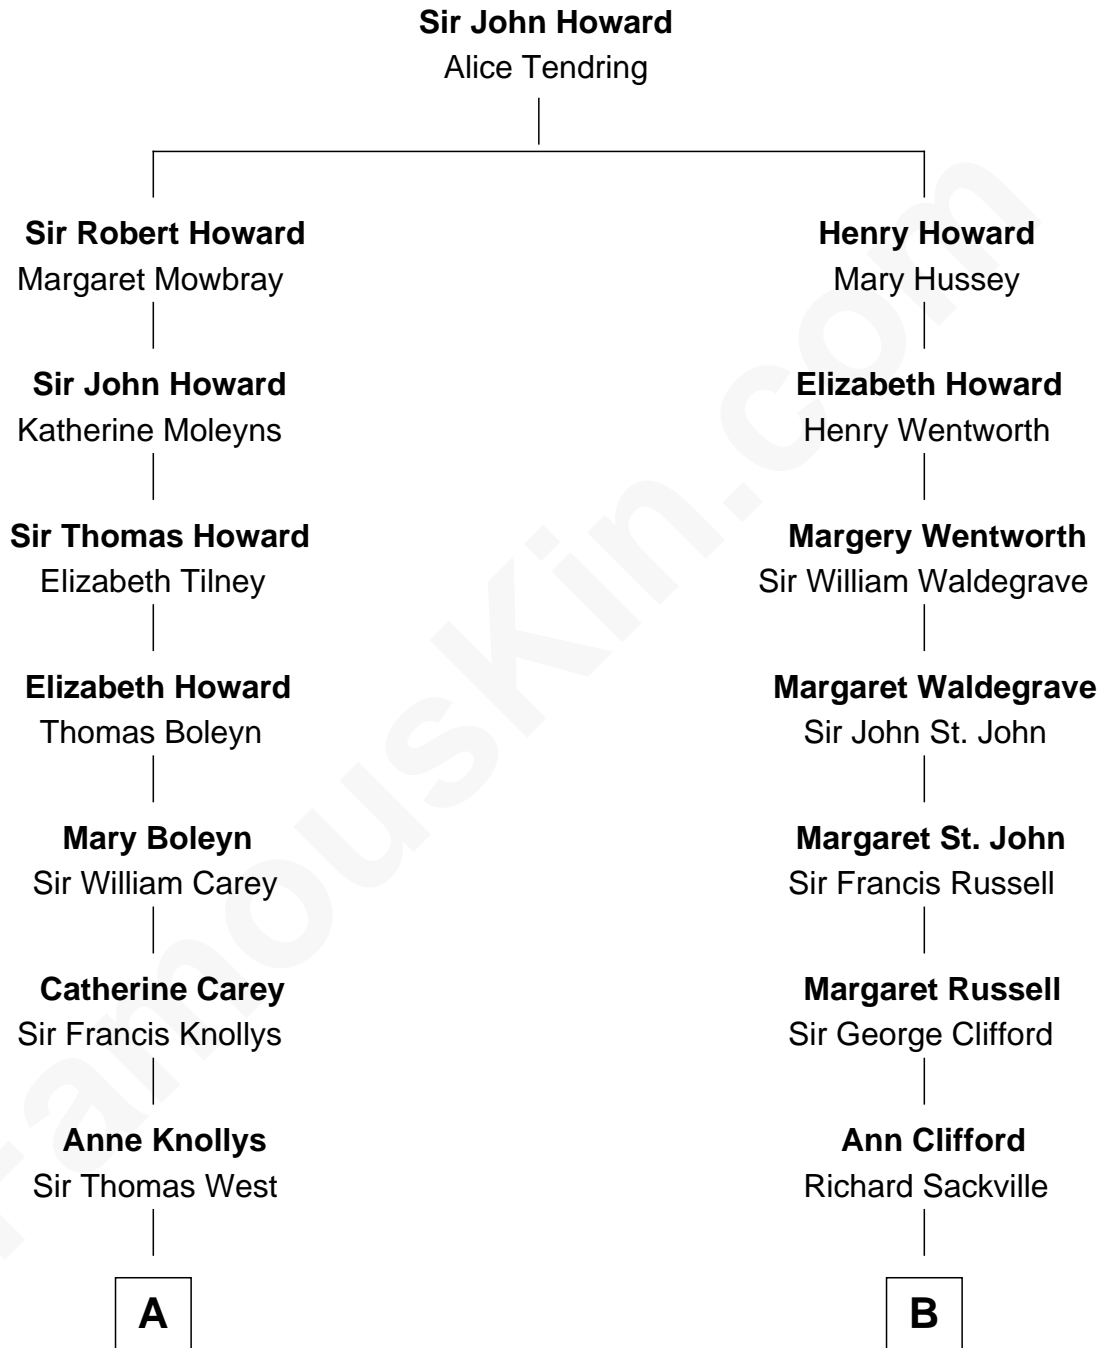 Sir John Howard
Alice Tendring
Sir Robert Howard
Margaret Mowbray
Henry Howard
Mary Hussey
Sir John Howard
Katherine Moleyns
Elizabeth Howard
Henry Wentworth
Sir Thomas Howard
Elizabeth Tilney
Margery Wentworth
Sir William Waldegrave
Elizabeth Howard
Thomas Boleyn
Margaret Waldegrave
Sir John St. John
Mary Boleyn
Sir William Carey
Margaret St. John
Sir Francis Russell
Catherine Carey
Sir Francis Knollys
Margaret Russell
Sir George Clifford
Anne Knollys
Sir Thomas West
Ann Clifford
Richard Sackville
A
B
FamousKin.com